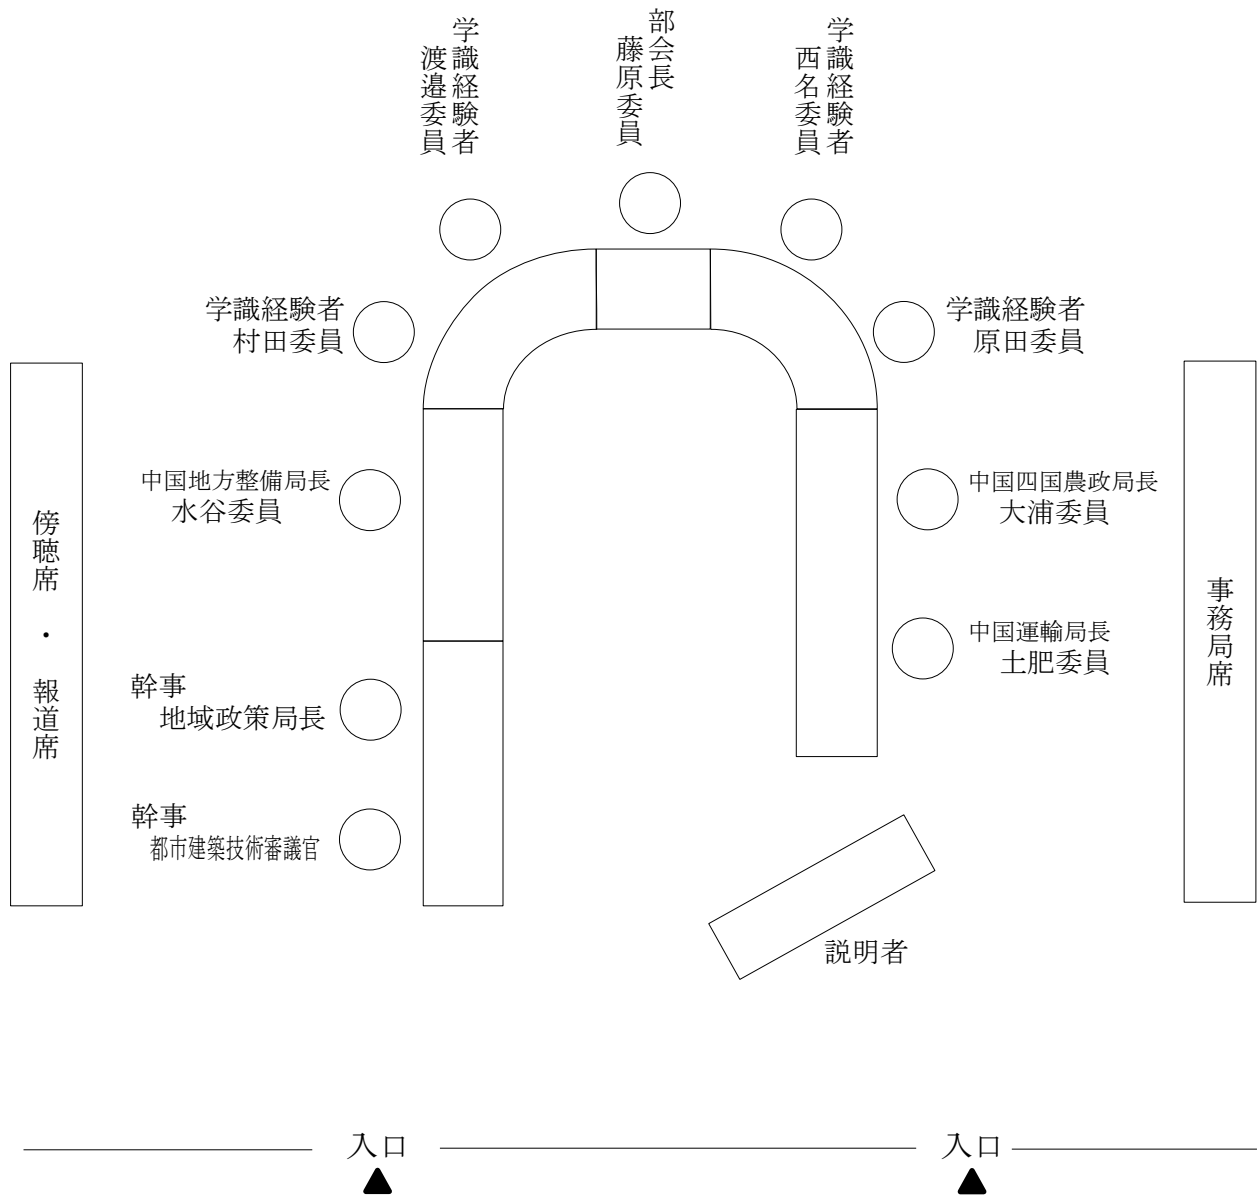 学識経験者
渡邉委員
部会長
藤原委員
学識経験者
西名委員
学識経験者
村田委員
学識経験者
原田委員
中国地方整備局長
水谷委員
中国四国農政局長
大浦委員
中国運輸局長
土肥委員
幹事
地域政策局長
幹事
都市建築技術審議官
傍聴席 ・ 報道席
事務局席
説明者
入口
入口